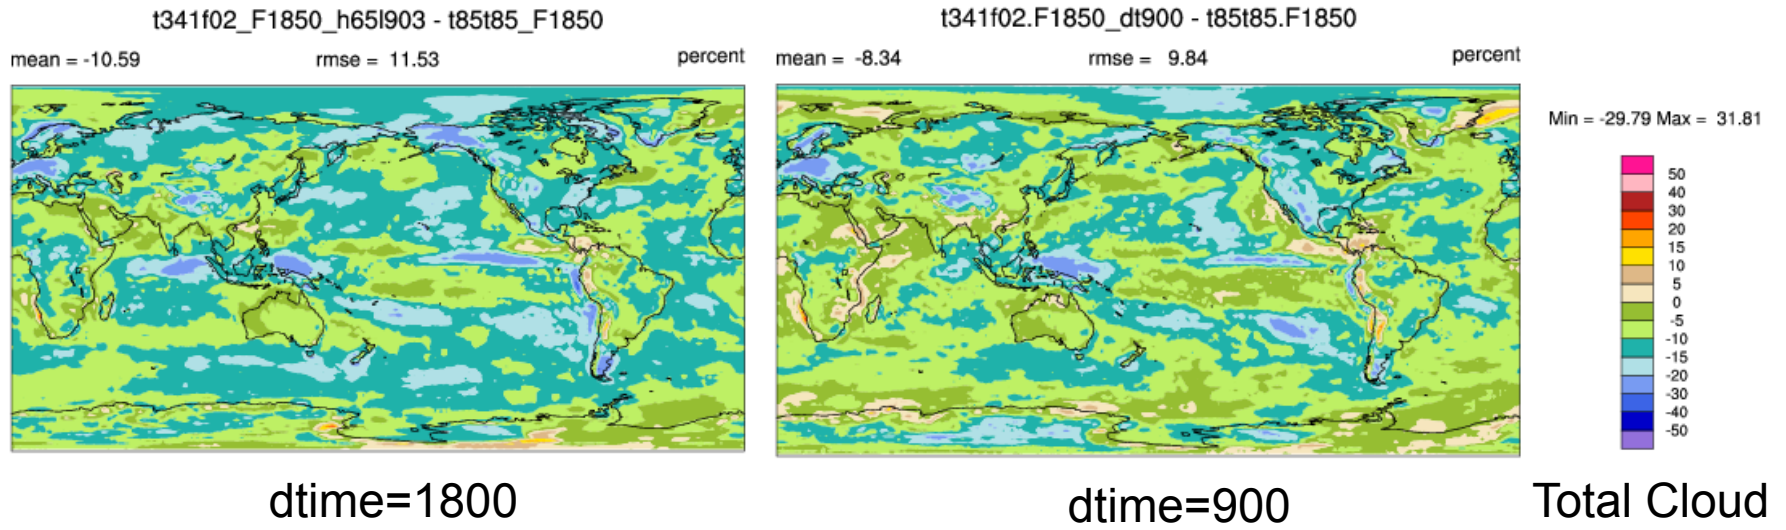 t341f02_F1850_h65l903 - t85t85_F1850
mean = -10.59 rmse = 11.53 percent
t341f02.F1850_dt900 - t85t85.F1850
mean = -8.34 rmse = 9.84 percent
Min = -29.79 Max = 31.81
50
40
30
20
15
10
5
0
-5
-10
-15
-20
-30
-40
-50
dtime=1800
dtime=900
Total Cloud